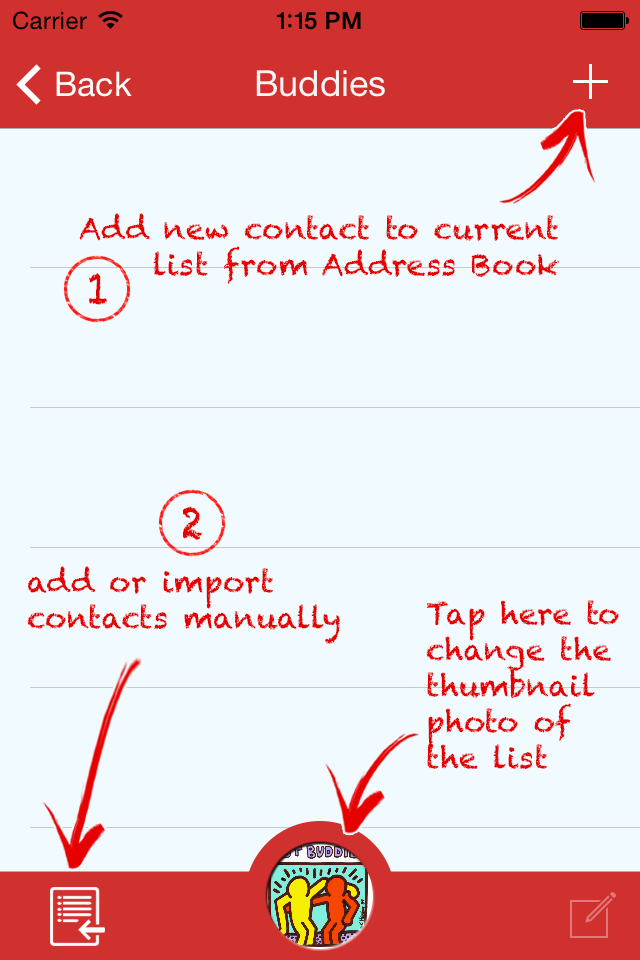 Carrier 1:15 PM
Back Buddies
Add new contact to current
list from Address Book
1
2
add or import
contacts manually
Tap here to
change the
thumbnail
photo of
the list
BUDDIE